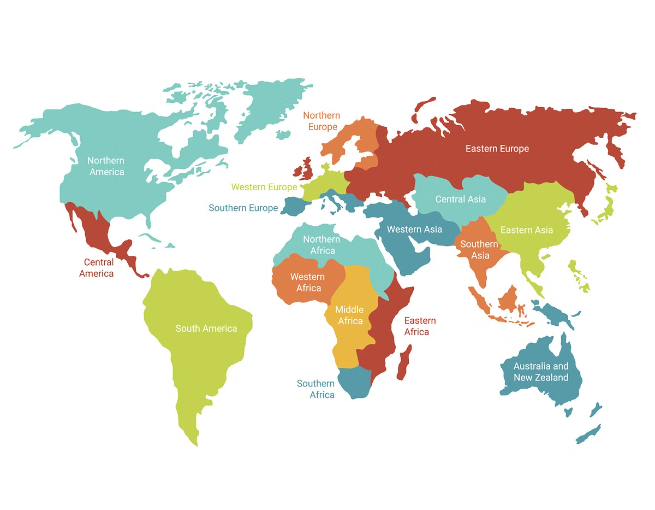 Northern
Europe
Eastern Europe
Northern
America
Western Europe
Southern Europe
Central Asia
Western Asia
Eastern Asia
Southern
Asia
Northern
Africa
Central
America
Western
Africa
Middle
Africa
Eastern
Africa
South America
Southern
Africa
Australia and
New Zealand